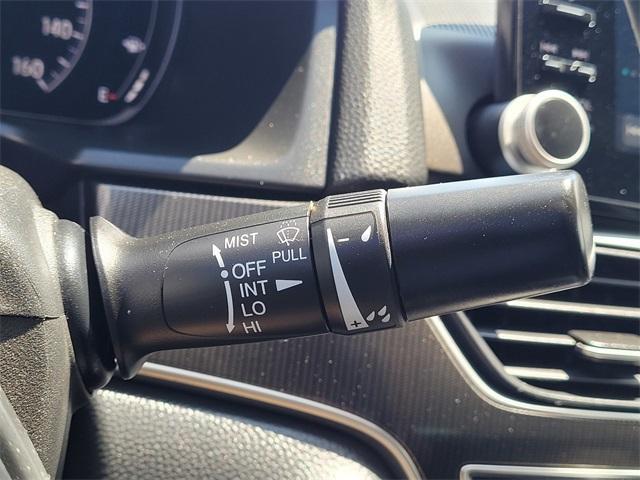 140
160
E
MIST
PULL
OFF
INT
LO
HI
- 
+